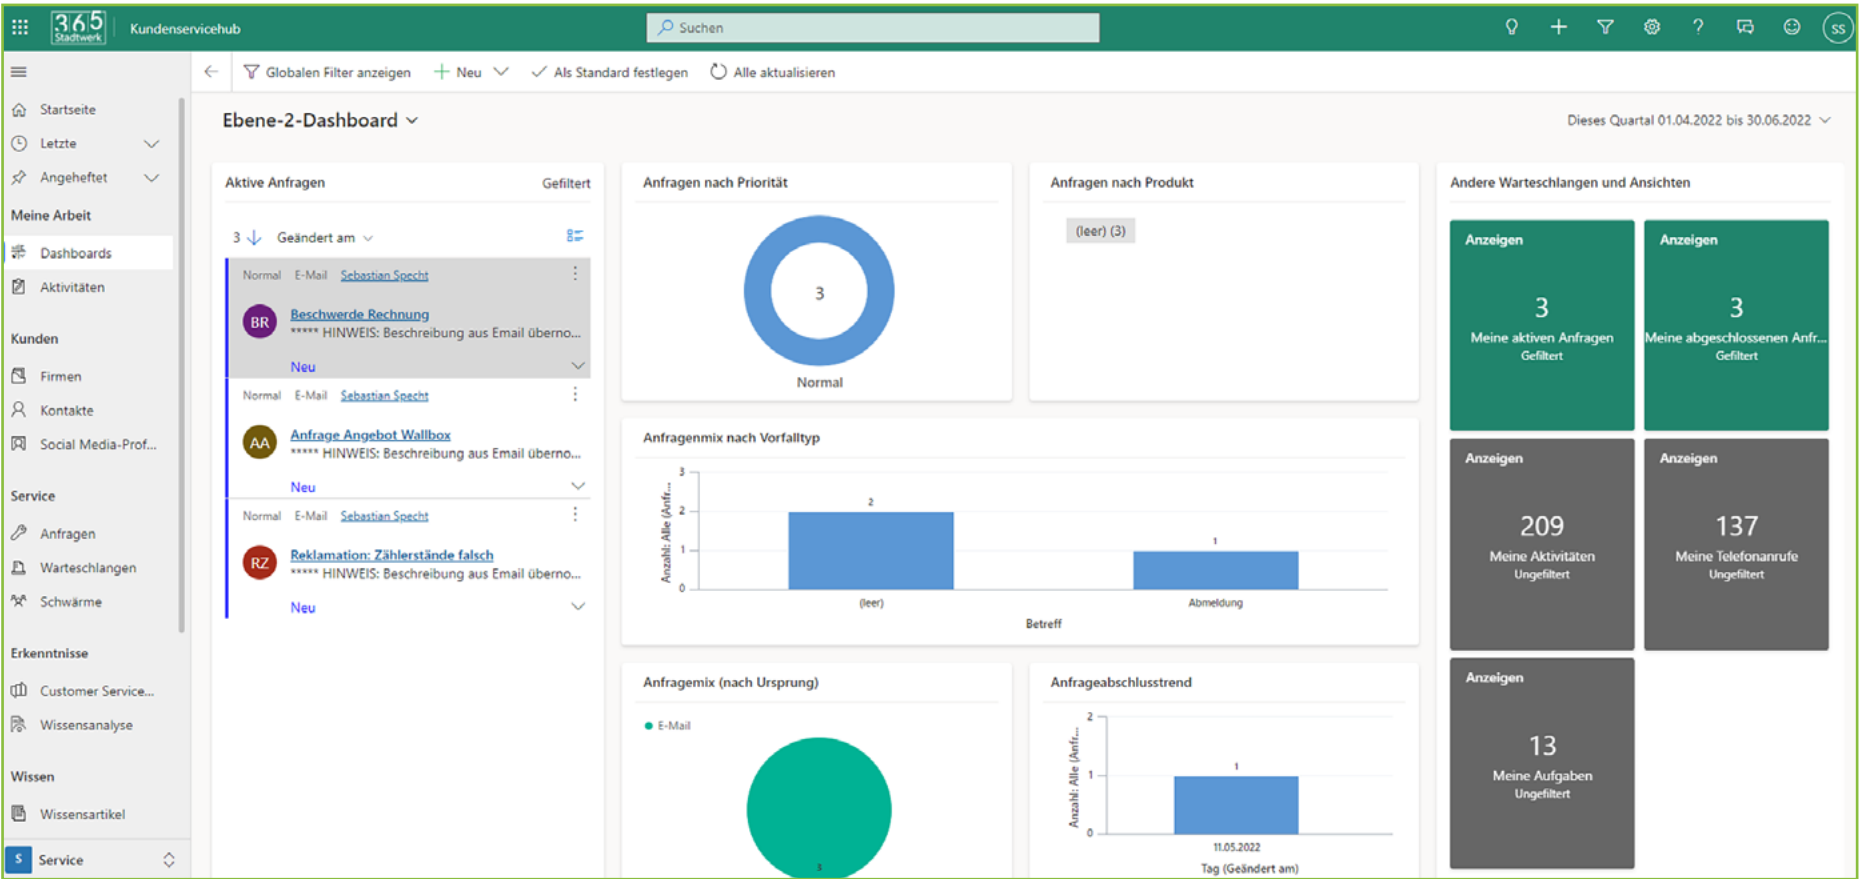 365
Stadtwerk
Kundenservicehub
Suchen
SS
Globalen Filter anzeigen
Neu
Als Standard festlegen
Alle aktualisieren
Startseite
Letzte
Angeheftet
Meine Arbeit
Dashboards
Aktivitäten
Kunden
Firmen
Kontakte
Social Media-Prof...
Service
Anfragen
Warteschlangen
Schwärme
Erkenntnisse
Customer Service...
Wissensanalyse
Wissen
Wissensartikel
S Service
Ebene-2-Dashboard
Dieses Quartal 01.04.2022 bis 30.06.2022
Aktive Anfragen Gefiltert
3 Geändert am
Normal E-Mail Sebastian Specht
BR
Beschwerde Rechnung
***** HINWEIS: Beschreibung aus Email überno...
Neu
Normal E-Mail Sebastian Specht
AA
Anfrage Angebot Wallbox
***** HINWEIS: Beschreibung aus Email überno...
Neu
Normal E-Mail Sebastian Specht
RZ
Reklamation: Zählerstände falsch
***** HINWEIS: Beschreibung aus Email überno...
Neu
Anfragen nach Priorität
3
Normal
Anfragen nach Produkt
(leer) (3)
Anfragenmix nach Vorfalltyp
Anzahl: Alle (Anfr...
3
2
1
0
2
1
(leer)
Abmeldung
Betreff
Anfragemix (nach Ursprung)
E-Mail
3
Anfrageabschlusstrend
Anzahl: Alle (Anfr...
2
1
0
1
11.05.2022
Tag (Geändert am)
Andere Warteschlangen und Ansichten
Anzeigen
3
Meine aktiven Anfragen
Gefiltert
Anzeigen
3
Meine abgeschlossenen Anfr...
Gefiltert
Anzeigen
209
Meine Aktivitäten
Ungefiltert
Anzeigen
137
Meine Telefonanrufe
Ungefiltert
Anzeigen
13
Meine Aufgaben
Ungefiltert